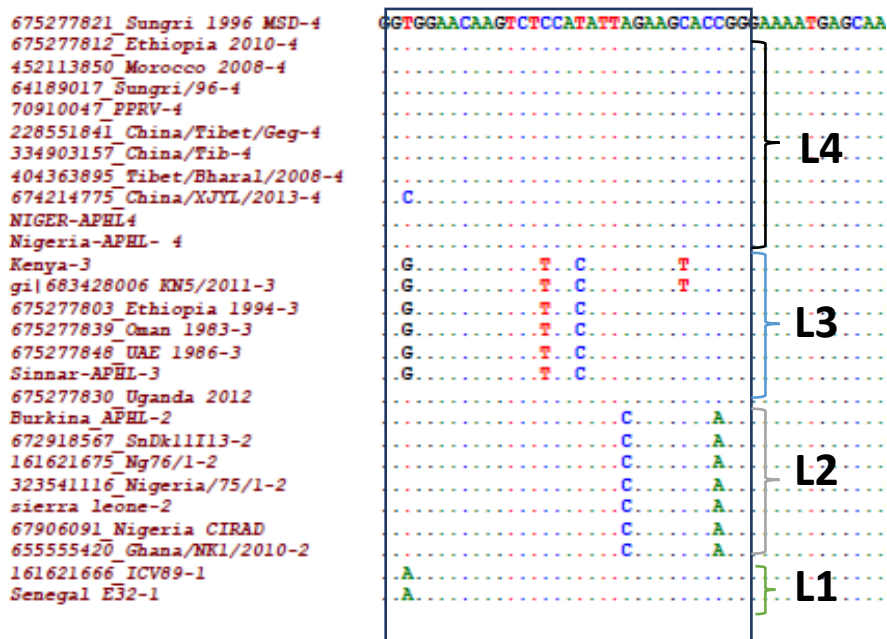 675277821_Sungri 1996 MSD-4 GGTGGAACAAGTCTCCATATTAGAAGCACCGGGAAAATGAGCAA
675277812_Ethiopia 2010-4 ............................................
452113850_Morocco 2008-4 ............................................
64189017_Sungri/96-4 ............................................
70910047_PPRV-4 ............................................
228551841_China/Tibet/Geg-4 ............................................
334903157_China/Tib-4 ............................................
L4
404363895_Tibet/Bharal/2008-4 ............................................
674214775_China/XJYL/2013-4 ..C.........................................
NIGER-APHL4 ............................................
Nigeria-APHL- 4 ............................................
Kenya-3 ..G...........T..C........T.................
gi|683428006 KN5/2011-3 ..G...........T..C........T.................
675277803_Ethiopia 1994-3 ..G...........T..C..........................
675277839_Oman 1983-3 ..G...........T..C..........................
L3
675277848_UAE 1986-3 ..G...........T..C..........................
Sinnar-APHL-3 ..G...........T..C..........................
675277830_Uganda 2012 ............................................
Burkina_APHL-2 .....................C.......A..............
672918567_SnDk11I13-2 .....................C.......A..............
161621675_Ng76/1-2 .....................C.......A..............
L2
323541116_Nigeria/75/1-2 .....................C.......A..............
sierra leone-2 .....................C.......A..............
67906091_Nigeria CIRAD .....................C.......A..............
655555420_Ghana/NK1/2010-2 .....................C.......A..............
161621666_ICV89-1 ..A.........................................
L1
Senegal E32-1 ..A.........................................